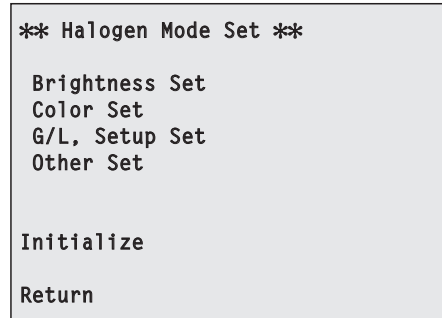 ** Halogen Mode Set **
Brightness Set
Color Set
G/L, Setup Set
Other Set
Initialize
Return